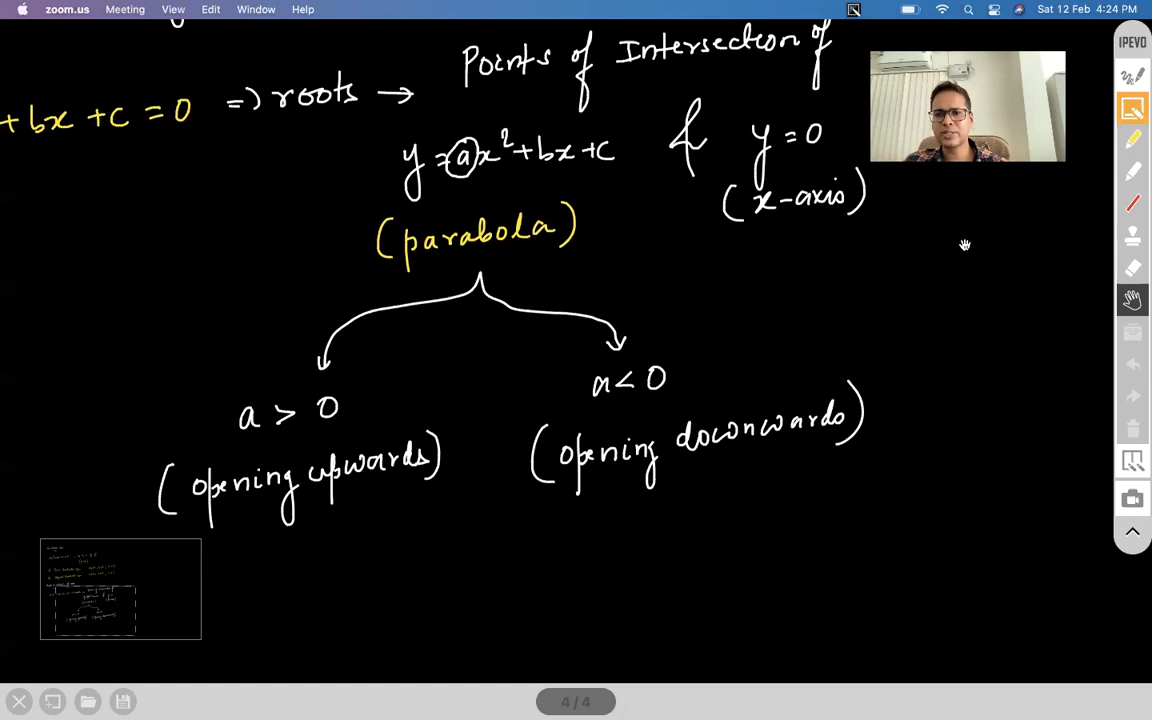 zoom.us Meeting View Edit Window Help Sat 12 Feb 4:24 PM
IPEVO
Points of Intersection of
+bx +c = 0 => roots →
y = ax²+bx+c & y = 0
(x-axis)
(parabola)
a > 0 a < 0
(opening upwards) (opening downwards)
4/4